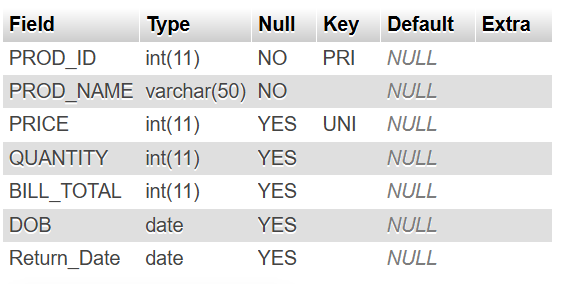 Field Type Null Key Default Extra
PROD_ID int(11) NO PRI NULL
PROD_NAME varchar(50) NO NULL
PRICE int(11) YES UNI NULL
QUANTITY int(11) YES NULL
BILL_TOTAL int(11) YES NULL
DOB date YES NULL
Return_Date date YES NULL